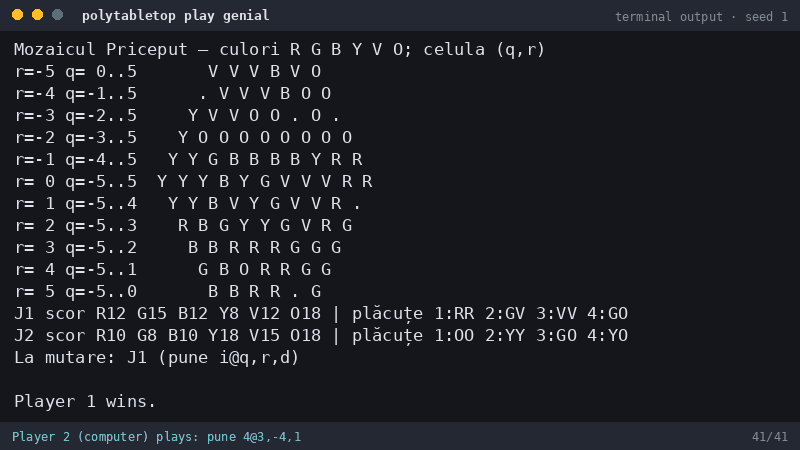 polytabletop play genial
terminal output · seed 1
Mozaicul Priceput — culori R G B Y V O; celula (q,r)
r=-5 q= 0..5       V V V B V O
r=-4 q=-1..5      . V V V B O O
r=-3 q=-2..5     Y V V O O . O .
r=-2 q=-3..5    Y O O O O O O O O
r=-1 q=-4..5   Y Y G B B B B Y R R
r= 0 q=-5..5  Y Y Y B Y G V V V R R
r= 1 q=-5..4   Y Y B V Y G V V R .
r= 2 q=-5..3    R B G Y Y G V R G
r= 3 q=-5..2     B B R R R G G G
r= 4 q=-5..1      G B O R R G G
r= 5 q=-5..0       B B R R . G
J1 scor R12 G15 B12 Y8 V12 O18 | plăcuțe 1:RR 2:GV 3:VV 4:GO
J2 scor R10 G8 B10 Y18 V15 O18 | plăcuțe 1:OO 2:YY 3:GO 4:YO
La mutare: J1 (pune i@q,r,d)
Player 1 wins.
Player 2 (computer) plays: pune 4@3,-4,1
41/41